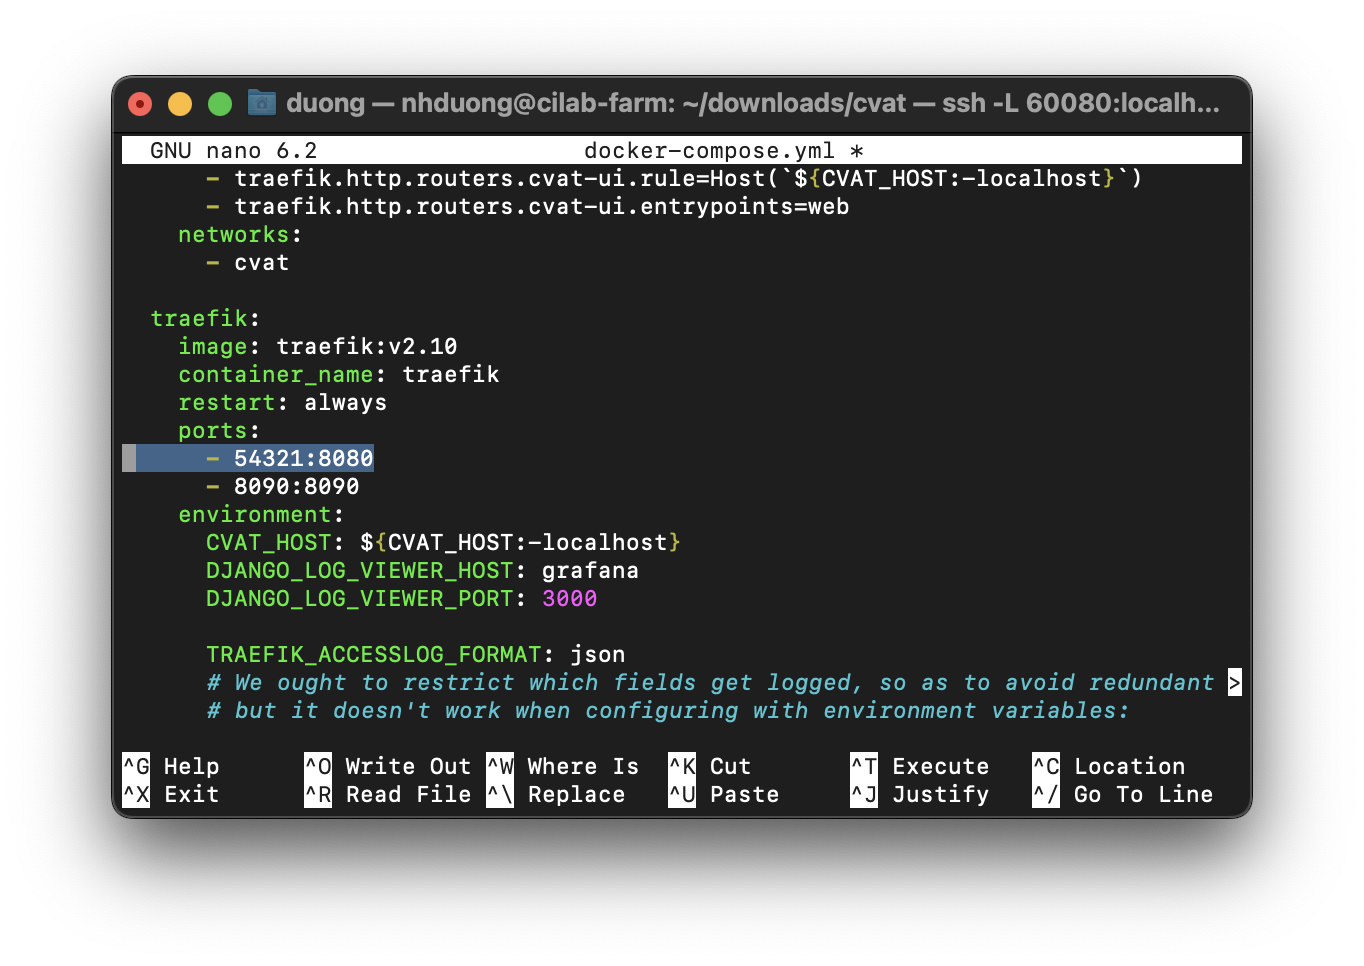 duong — nhduong@cilab-farm: ~/downloads/cvat — ssh -L 60080:localh...
GNU nano 6.2 docker-compose.yml *
- traefik.http.routers.cvat-ui.rule=Host(`${CVAT_HOST:-localhost}`)
- traefik.http.routers.cvat-ui.entrypoints=web
networks:
- cvat
traefik:
image: traefik:v2.10
container_name: traefik
restart: always
ports:
- 54321:8080
- 8090:8090
environment:
CVAT_HOST: ${CVAT_HOST:-localhost}
DJANGO_LOG_VIEWER_HOST: grafana
DJANGO_LOG_VIEWER_PORT: 3000
TRAEFIK_ACCESSLOG_FORMAT: json
# We ought to restrict which fields get logged, so as to avoid redundant >
# but it doesn't work when configuring with environment variables:
^G Help ^O Write Out ^W Where Is ^K Cut ^T Execute ^C Location
^X Exit ^R Read File ^\ Replace ^U Paste ^J Justify ^/ Go To Line